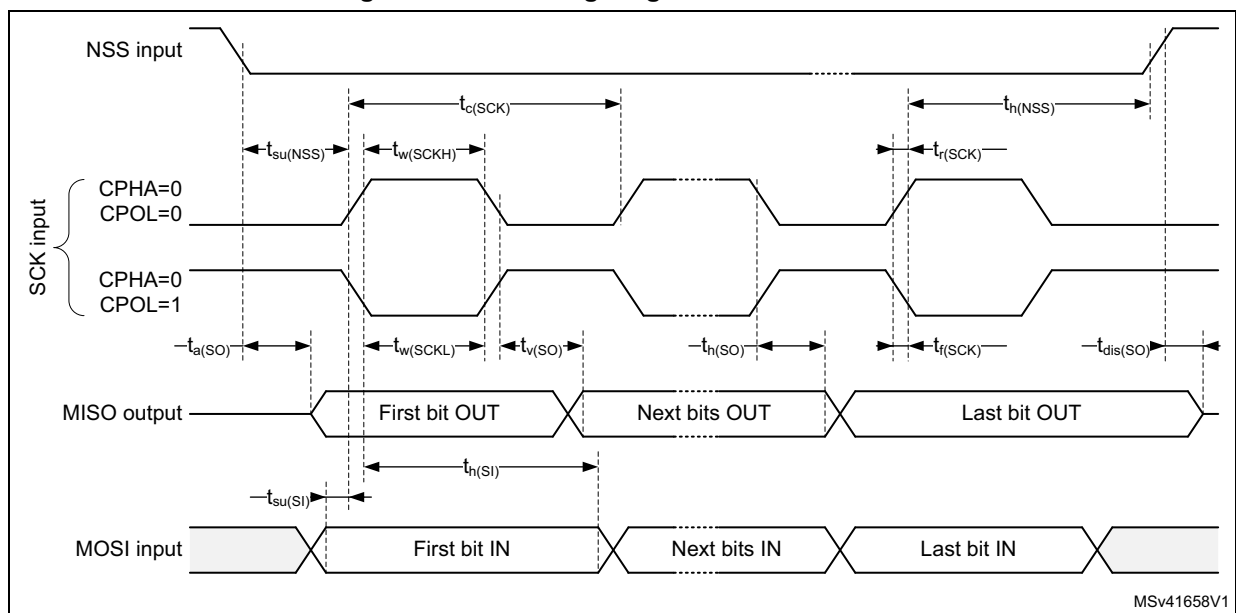 NSS input
tc(SCK)
th(NSS)
tsu(NSS)
tw(SCKH)
tr(SCK)
SCK input
CPHA=0
CPOL=0
CPHA=0
CPOL=1
ta(SO)
tw(SCKL)
tv(SO)
th(SO)
tf(SCK)
tdis(SO)
MISO output
First bit OUT
Next bits OUT
Last bit OUT
th(SI)
tsu(SI)
MOSI input
First bit IN
Next bits IN
Last bit IN
MSv41658V1